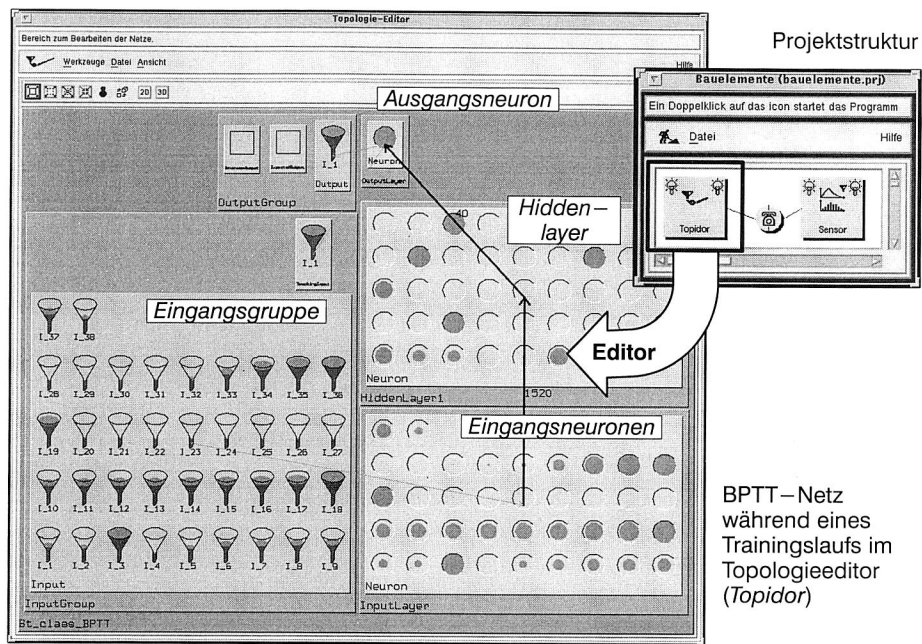 Topologie-Editor
Bereich zum Bearbeiten der Netze.
Werkzeuge Datei Ansicht
Hilfe
2D 3D
Projektstruktur
Bauelemente (bauelemente.prj)
Ein Doppelklick auf das icon startet das Programm
Datei
Hilfe
Topidor
Sensor
Ausgangsneuron
I_1
Output
OutputGroup
Neuron
OutputLayer
40
Hidden-
layer
I_1
TeachingInput
Eingangsgruppe
I_37 I_38
I_28 I_29 I_30 I_31 I_32 I_33 I_34 I_35 I_36
Editor
Neuron
HiddenLayer1
1520
I_19 I_20 I_21 I_22 I_23 I_24 I_25 I_26 I_27
Eingangsneuronen
I_10 I_11 I_12 I_13 I_14 I_15 I_16 I_17 I_18
I_1 I_2 I_3 I_4 I_5 I_6 I_7 I_8 I_9
Input
InputGroup
Neuron
InputLayer
St_class_BPTT
BPTT-Netz
während eines
Trainingslaufs im
Topologieeditor
(Topidor)